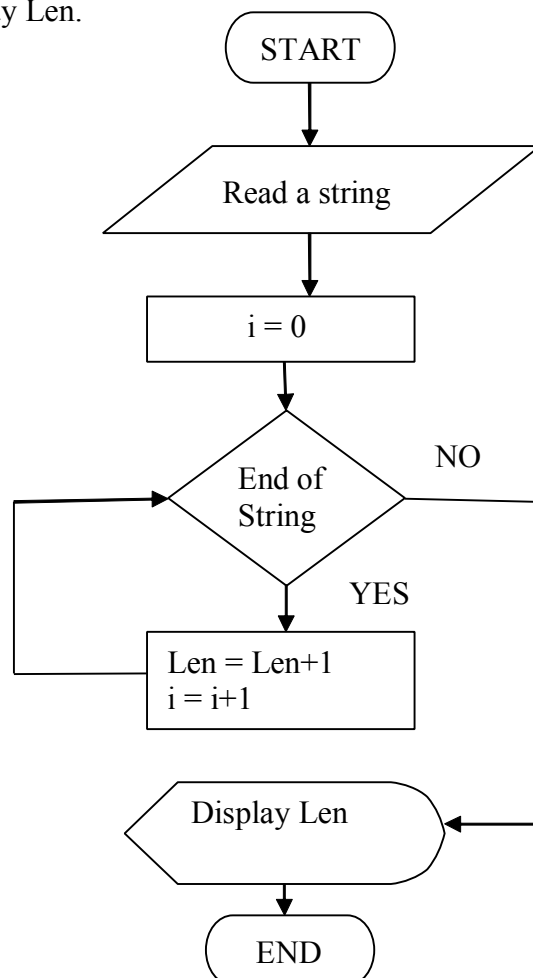 y Len.
START
Read a string
i = 0
End of
String
NO
YES
Len = Len+1
i = i+1
Display Len
END